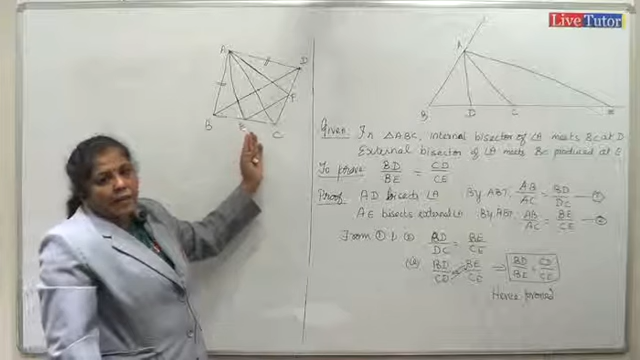 Live Tutor
A
D
F
B
E
C
A
B
D
C
E
Given: In △ABC, internal bisector of ∠A meets BC at D
External bisector of ∠A meets BC produced at E
To prove BD/BE = CD/CE
Proof AD bisects ∠A By ABT, AB/AC = BD/DC ①
AE bisects external ∠A By ABT, AB/AC = BE/CE ②
From ① & ② BD/DC = BE/CE
(i.e) BD/CD = BE/CE ⇒ BD/BE = CD/CE
Hence proved